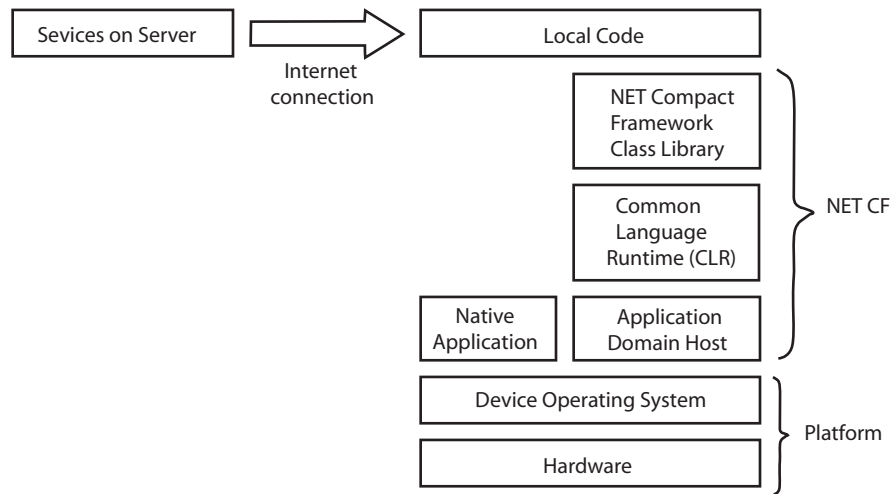 Sevices on Server
Local Code
Internet
connection
NET Compact
Framework
Class Library
NET CF
Common
Language
Runtime (CLR)
Native
Application
Application
Domain Host
Device Operating System
Platform
Hardware